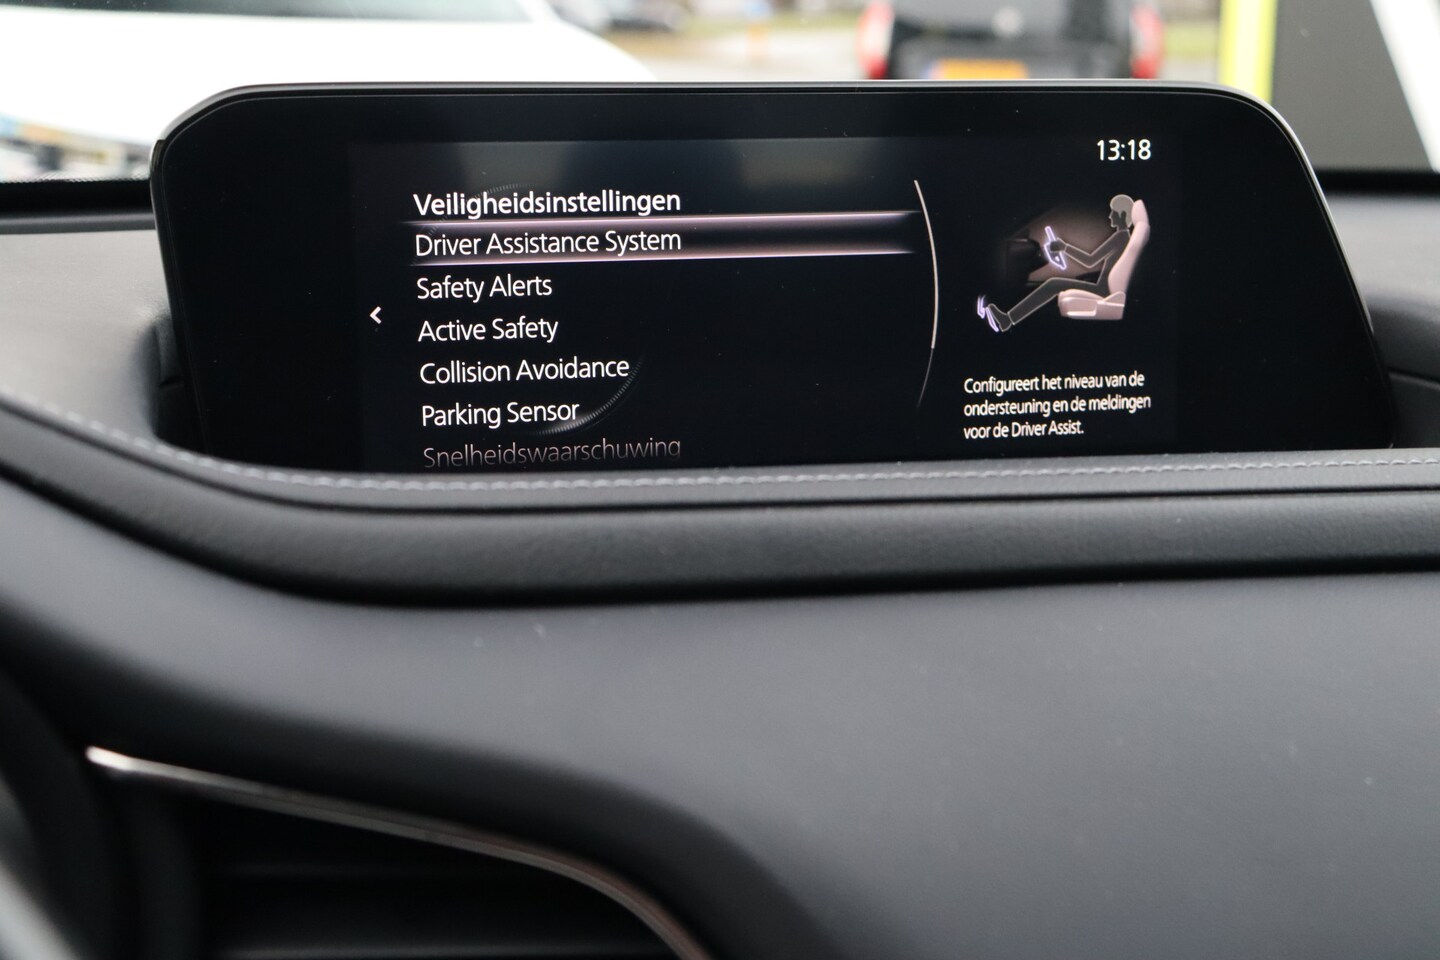 13:18
Veiligheidsinstellingen
Driver Assistance System
Safety Alerts
Active Safety
Collision Avoidance
Parking Sensor
Snelheidswaarschuwing
Configureert het niveau van de
ondersteuning en de meldingen
voor de Driver Assist.